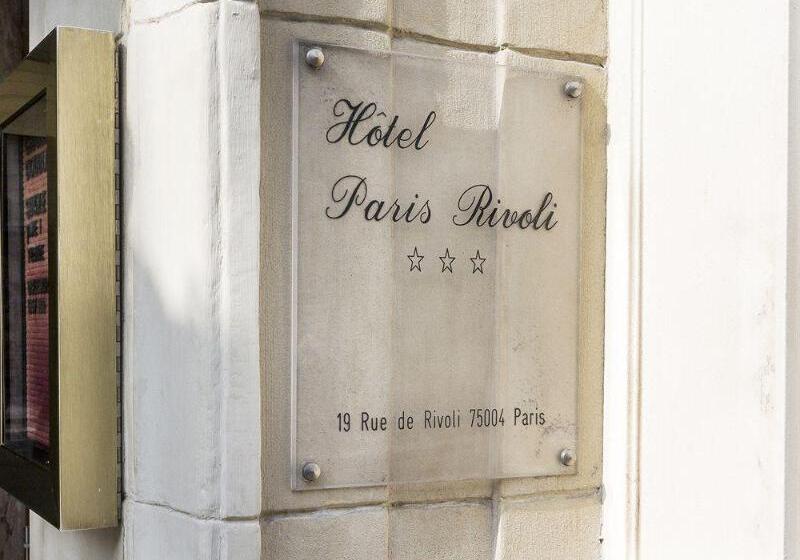 Hôtel
Paris Rivoli
☆ ☆ ☆
19 Rue de Rivoli 75004 Paris